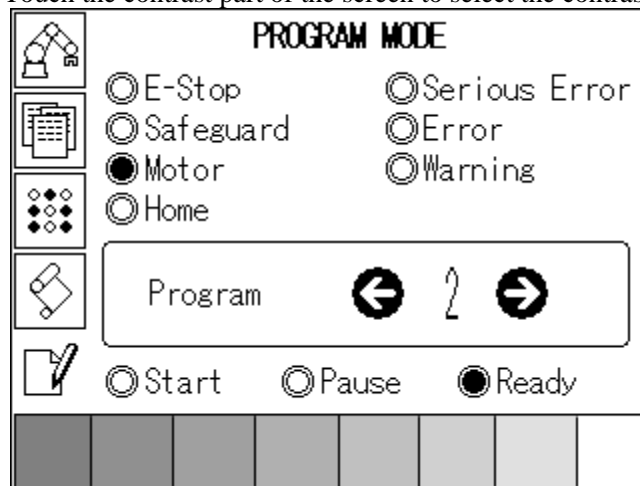 Touch the contrast part of the screen to select the contras
PROGRAM MODE
E-Stop
Serious Error
Safeguard
Error
Motor
Warning
Home
Program 2
Start Pause Ready